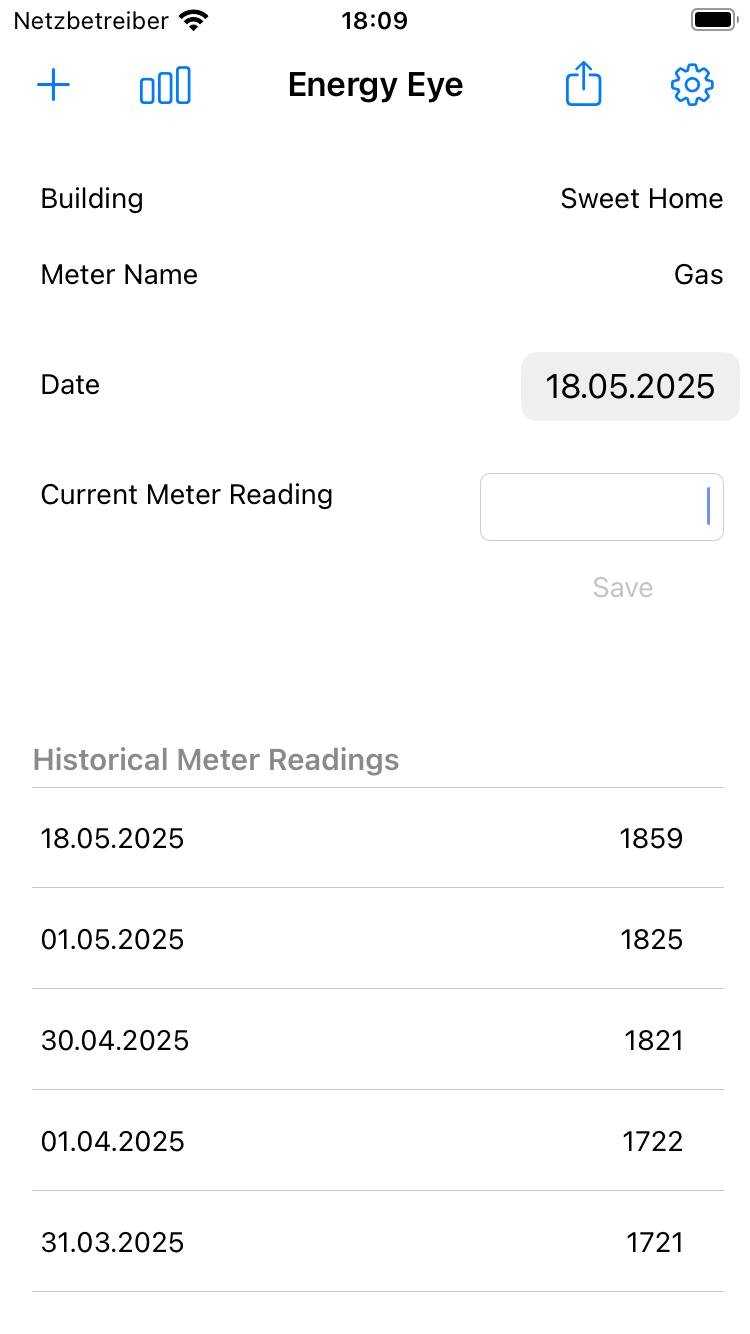 Netzbetreiber 18:09
Energy Eye
Building Sweet Home
Meter Name Gas
Date 18.05.2025
Current Meter Reading
Save
Historical Meter Readings
18.05.2025 1859
01.05.2025 1825
30.04.2025 1821
01.04.2025 1722
31.03.2025 1721